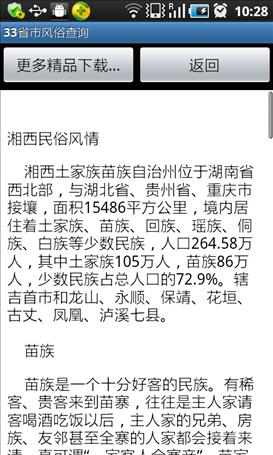 10:28
33省市风俗查询
更多精品下载... 返回
湘西民俗风情
湘西土家族苗族自治州位于湖南省
西北部，与湖北省、贵州省、重庆市
接壤，面积15486平方公里，境内居
住着土家族、苗族、回族、瑶族、侗
族、白族等少数民族，人口264.58万
人，其中土家族105万人，苗族86万
人，少数民族占总人口的72.9%。辖
吉首市和龙山、永顺、保靖、花垣、
古丈、凤凰、泸溪七县。
苗族
苗族是一个十分好客的民族。有稀
客、贵客来到苗寨，往往是主人家请
客喝酒吃饭以后，主人家的兄弟、房
族、友邻甚至全寨的人家都会接着来